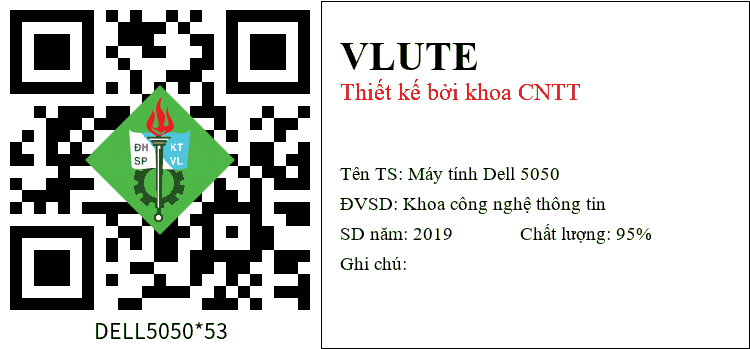 ĐH KT
SP VL
DELL5050*53
VLUTE
Thiết kế bởi khoa CNTT
Tên TS: Máy tính Dell 5050
ĐVSD: Khoa công nghệ thông tin
SD năm: 2019 Chất lượng: 95%
Ghi chú: